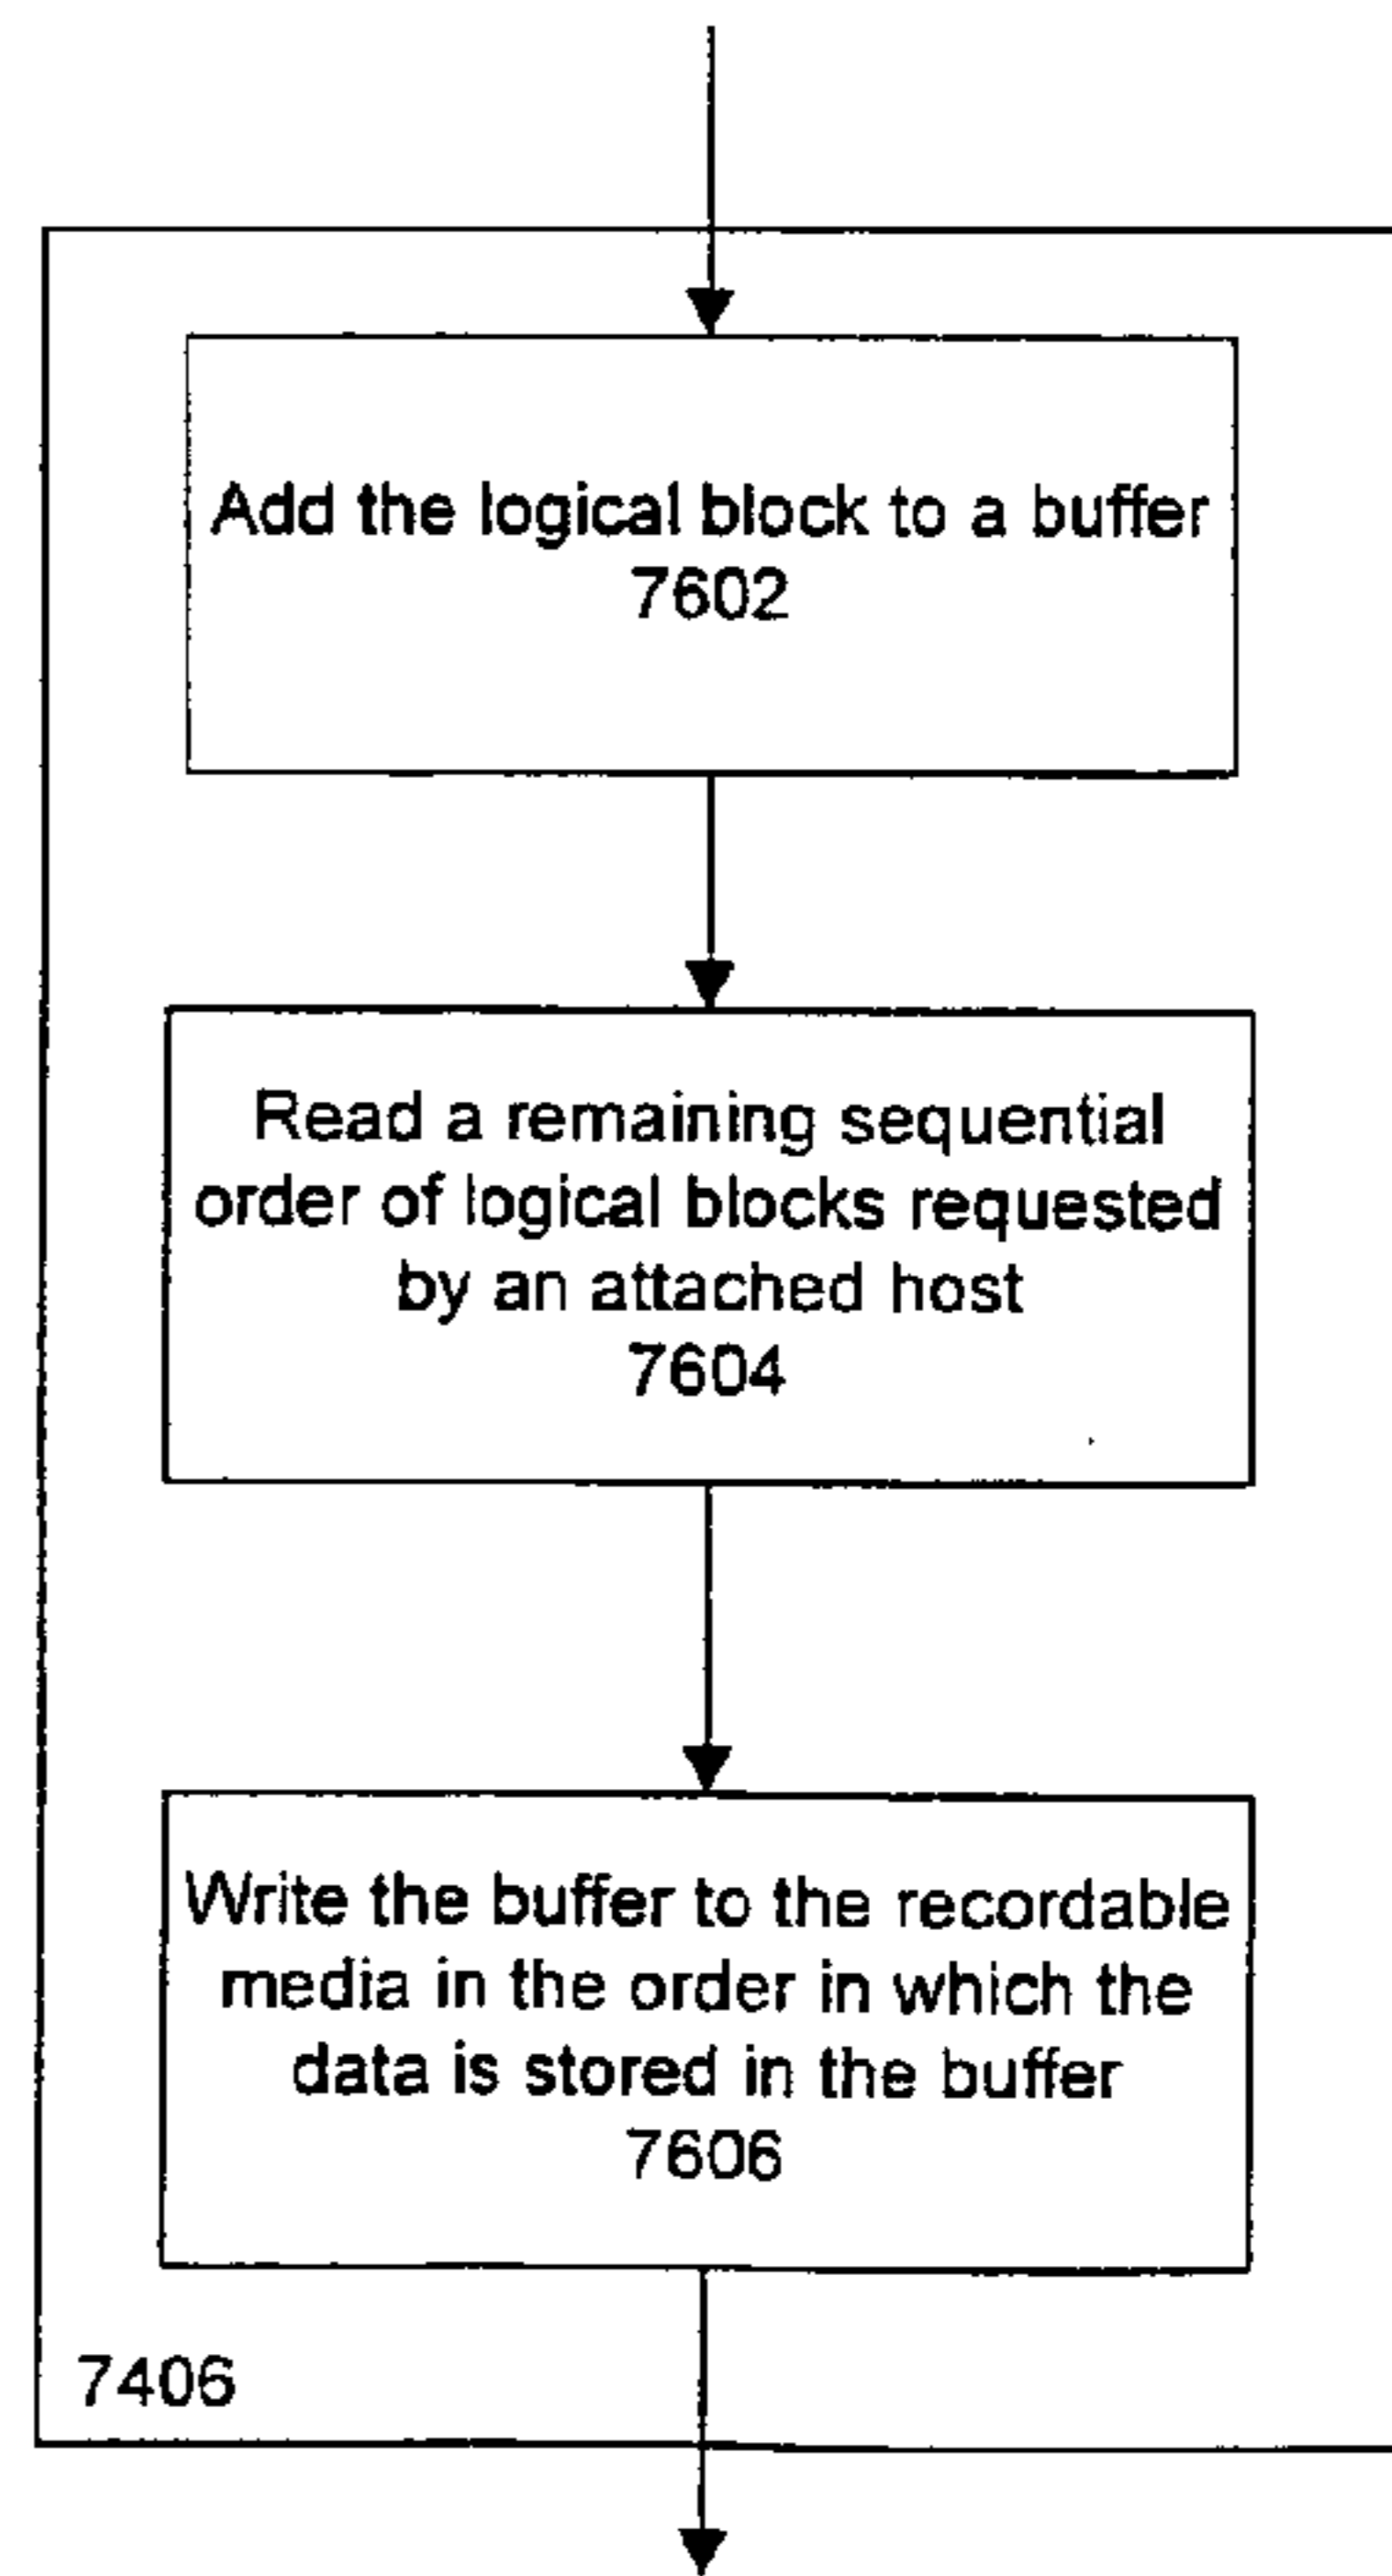 Add the logical block to a buffer
7602
Read a remaining sequential
order of logical blocks requested
by an attached host
7604
Write the buffer to the recordable
media in the order in which the
data is stored in the buffer
7606
7406